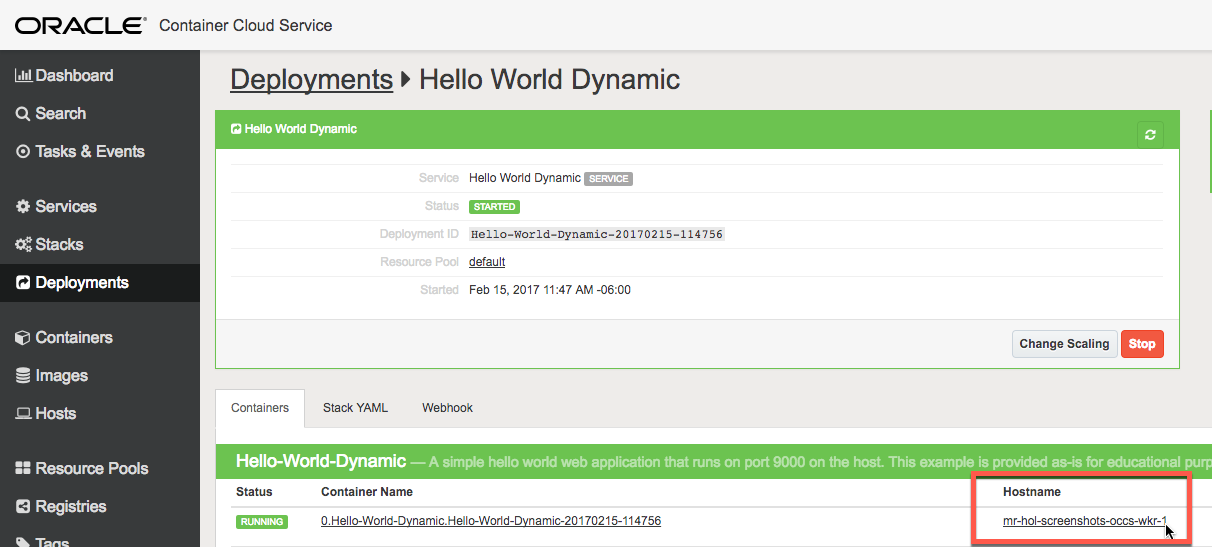 ORACLE® Container Cloud Service
Dashboard
Search
Tasks & Events
Services
Stacks
Deployments
Containers
Images
Hosts
Resource Pools
Registries
Tags
Deployments Hello World Dynamic
Hello World Dynamic
Service Hello World Dynamic SERVICE
Status STARTED
Deployment ID Hello-World-Dynamic-20170215-114756
Resource Pool default
Started Feb 15, 2017 11:47 AM -06:00
Change Scaling Stop
Containers Stack YAML Webhook
Hello-World-Dynamic — A simple hello world web application that runs on port 9000 on the host. This example is provided as-is for educational purp
Status Container Name Hostname
RUNNING 0.Hello-World-Dynamic.Hello-World-Dynamic-20170215-114756 mr-hol-screenshots-occs-wkr-1